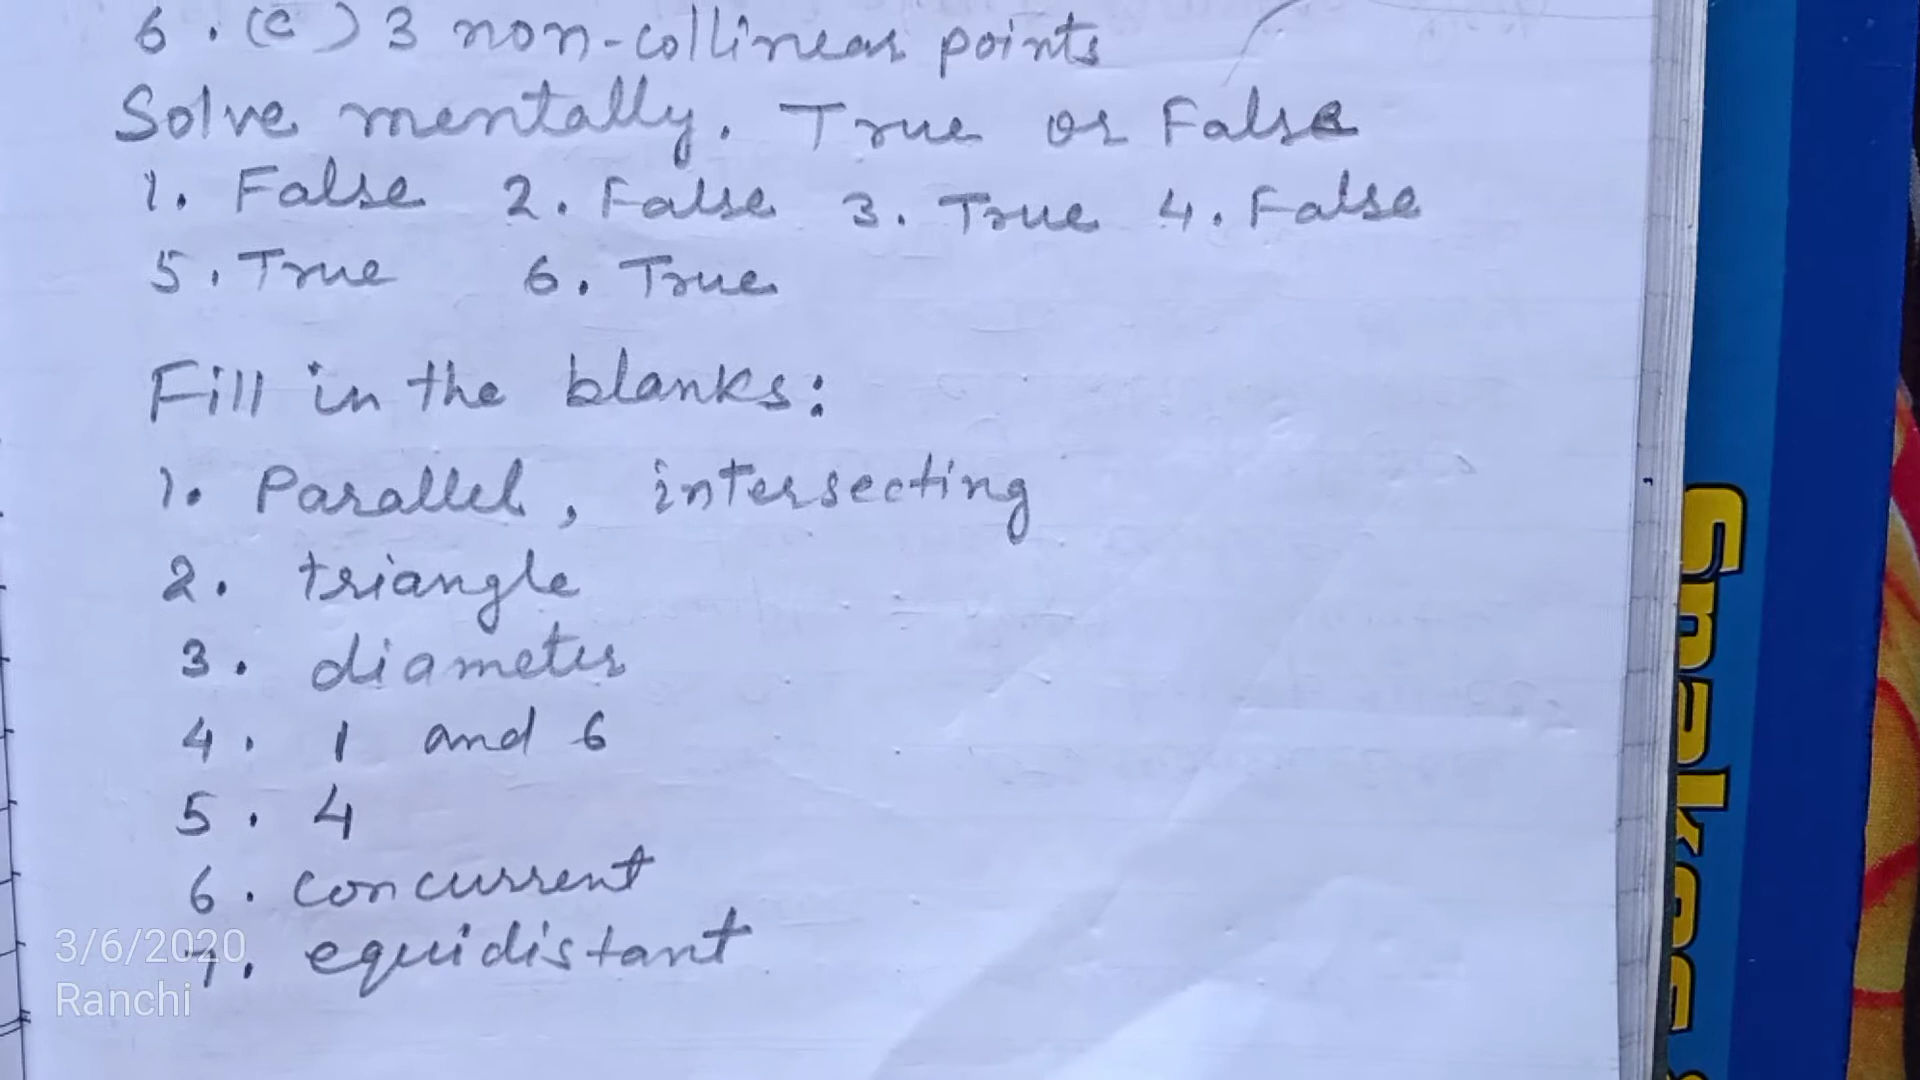 6. (c) 3 non-collinear points
Solve mentally. True or False
1. False 2. False 3. True 4. False
5. True 6. True
Fill in the blanks:
1. Parallel, intersecting
2. triangle
3. diameter
4. 1 and 6
5. 4
6. concurrent
7. equidistant
3/6/2020
Ranchi
Snakes